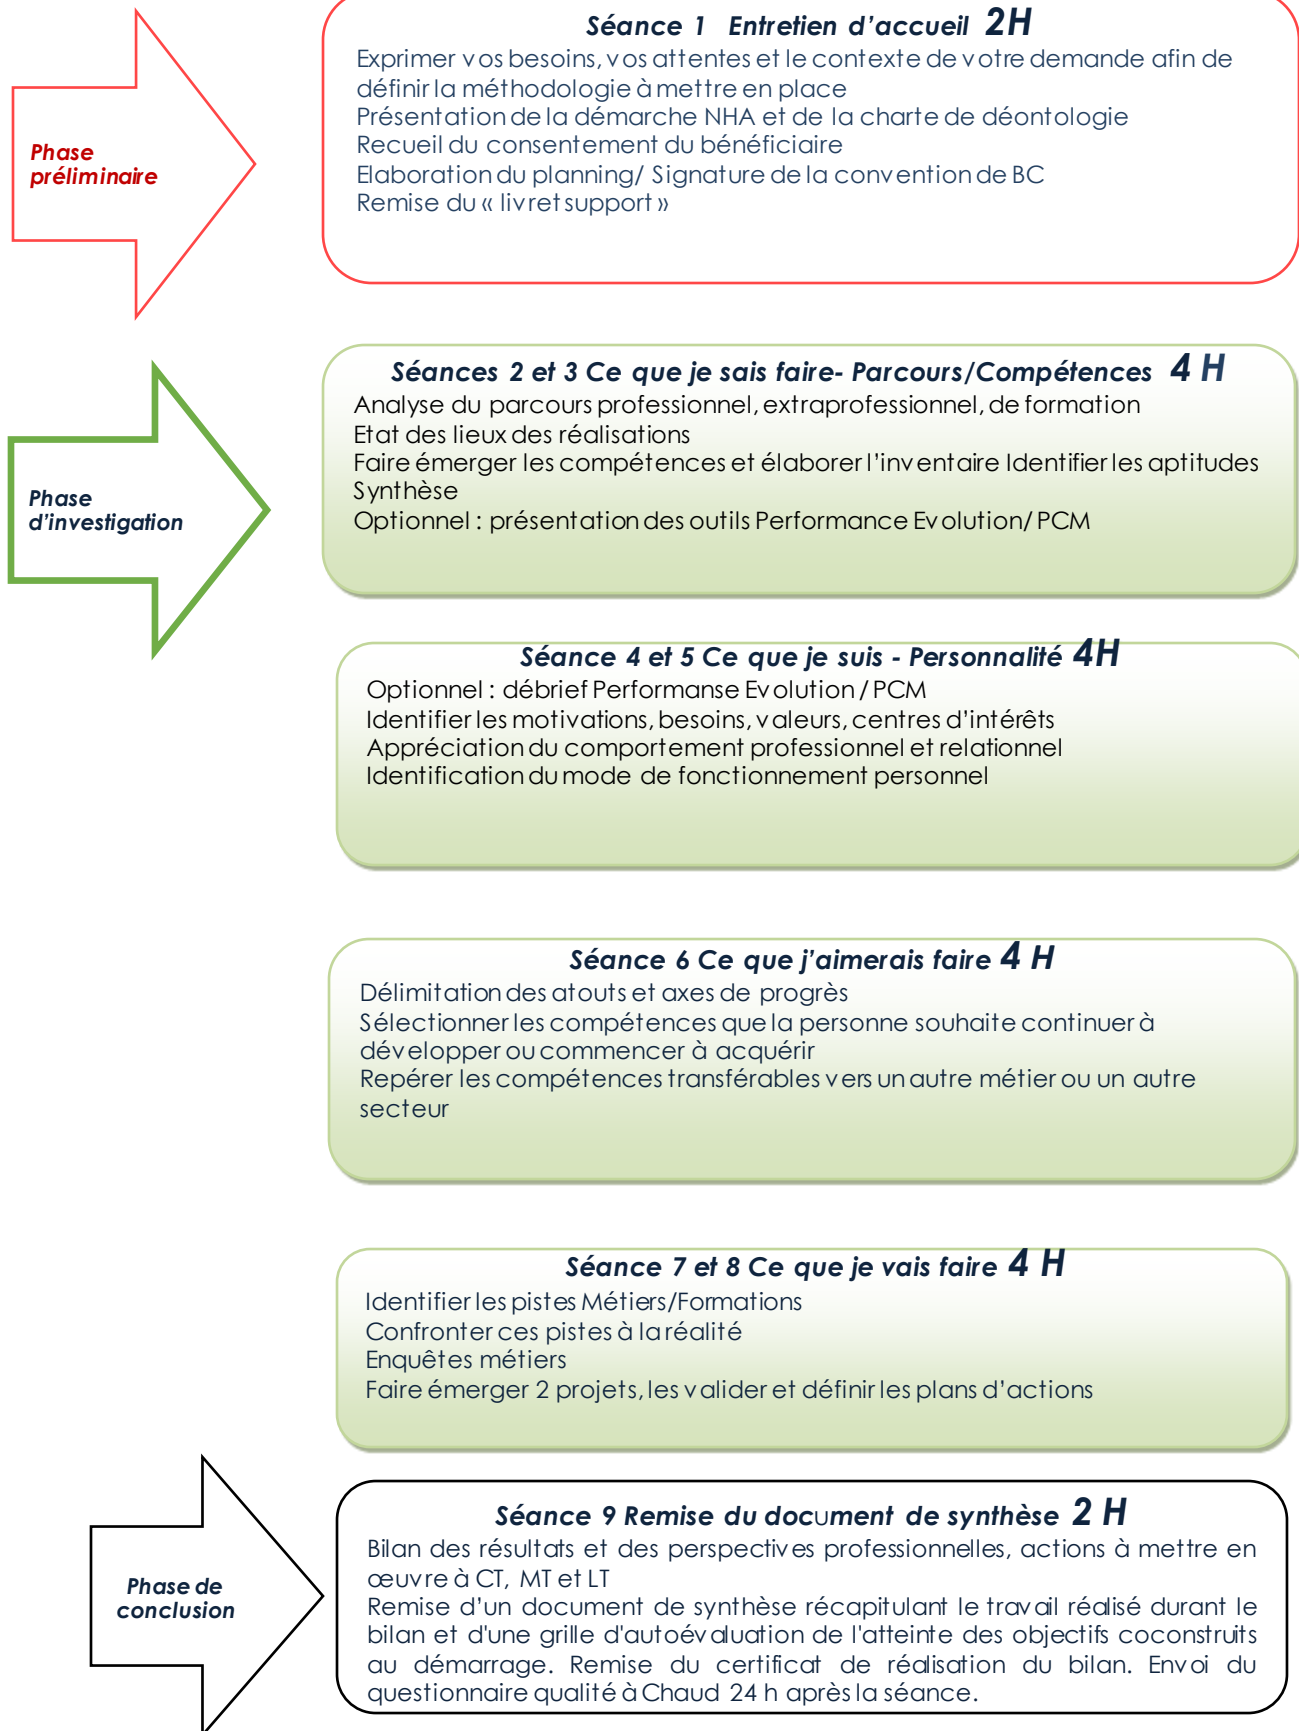 Séance 1 Entretien d'accueil 2H
Exprimer vos besoins, vos attentes et le contexte de votre demande afin de
définir la méthodologie à mettre en place
Présentation de la démarche NHA et de la charte de déontologie
Recueil du consentement du bénéficiaire
Elaboration du planning/ Signature de la convention de BC
Remise du « livret support »
Phase
préliminaire
Séances 2 et 3 Ce que je sais faire- Parcours/Compétences 4 H
Analyse du parcours professionnel, extraprofessionnel, de formation
Etat des lieux des réalisations
Faire émerger les compétences et élaborer l'inventaire Identifier les aptitudes
Synthèse
Optionnel : présentation des outils Performance Evolution/ PCM
Phase
d'investigation
Séance 4 et 5 Ce que je suis - Personnalité 4H
Optionnel : débrief Performanse Evolution / PCM
Identifier les motivations, besoins, valeurs, centres d'intérêts
Appréciation du comportement professionnel et relationnel
Identification du mode de fonctionnement personnel
Séance 6 Ce que j'aimerais faire 4 H
Délimitation des atouts et axes de progrès
Sélectionner les compétences que la personne souhaite continuer à
développer ou commencer à acquérir
Repérer les compétences transférables vers un autre métier ou un autre
secteur
Séance 7 et 8 Ce que je vais faire 4 H
Identifier les pistes Métiers/Formations
Confronter ces pistes à la réalité
Enquêtes métiers
Faire émerger 2 projets, les valider et définir les plans d'actions
Séance 9 Remise du document de synthèse 2 H
Bilan des résultats et des perspectives professionnelles, actions à mettre en
œuvre à CT, MT et LT
Remise d'un document de synthèse récapitulant le travail réalisé durant le
bilan et d'une grille d'autoévaluation de l'atteinte des objectifs coconstruits
au démarrage. Remise du certificat de réalisation du bilan. Envoi du
questionnaire qualité à Chaud 24 h après la séance.
Phase de
conclusion